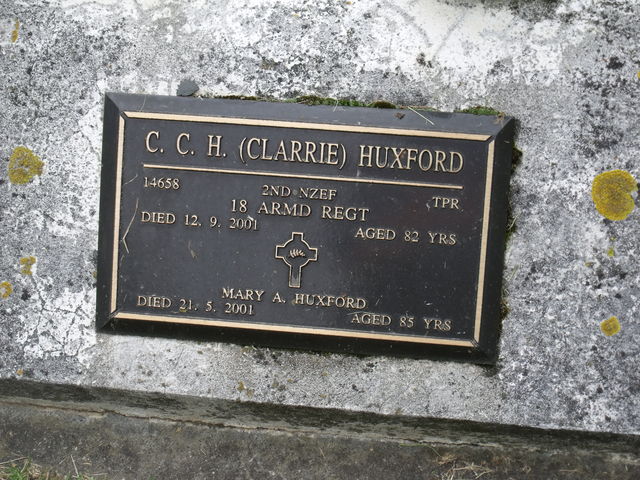 C. C. H. (CLARRIE) HUXFORD
14658 2ND NZEF TPR
18 ARMD REGT
DIED 12. 9. 2001 AGED 82 YRS
MARY A. HUXFORD
DIED 21. 5. 2001 AGED 85 YRS